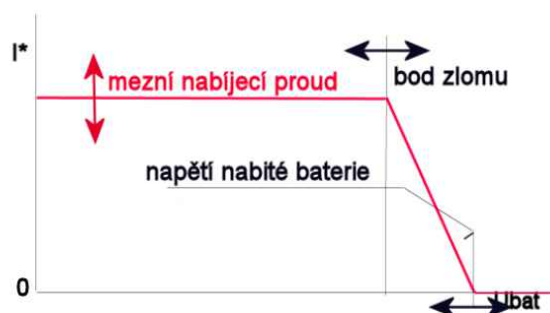 I*
mezní nabíjecí proud
bod zlomu
napětí nabité baterie
0
Ubat